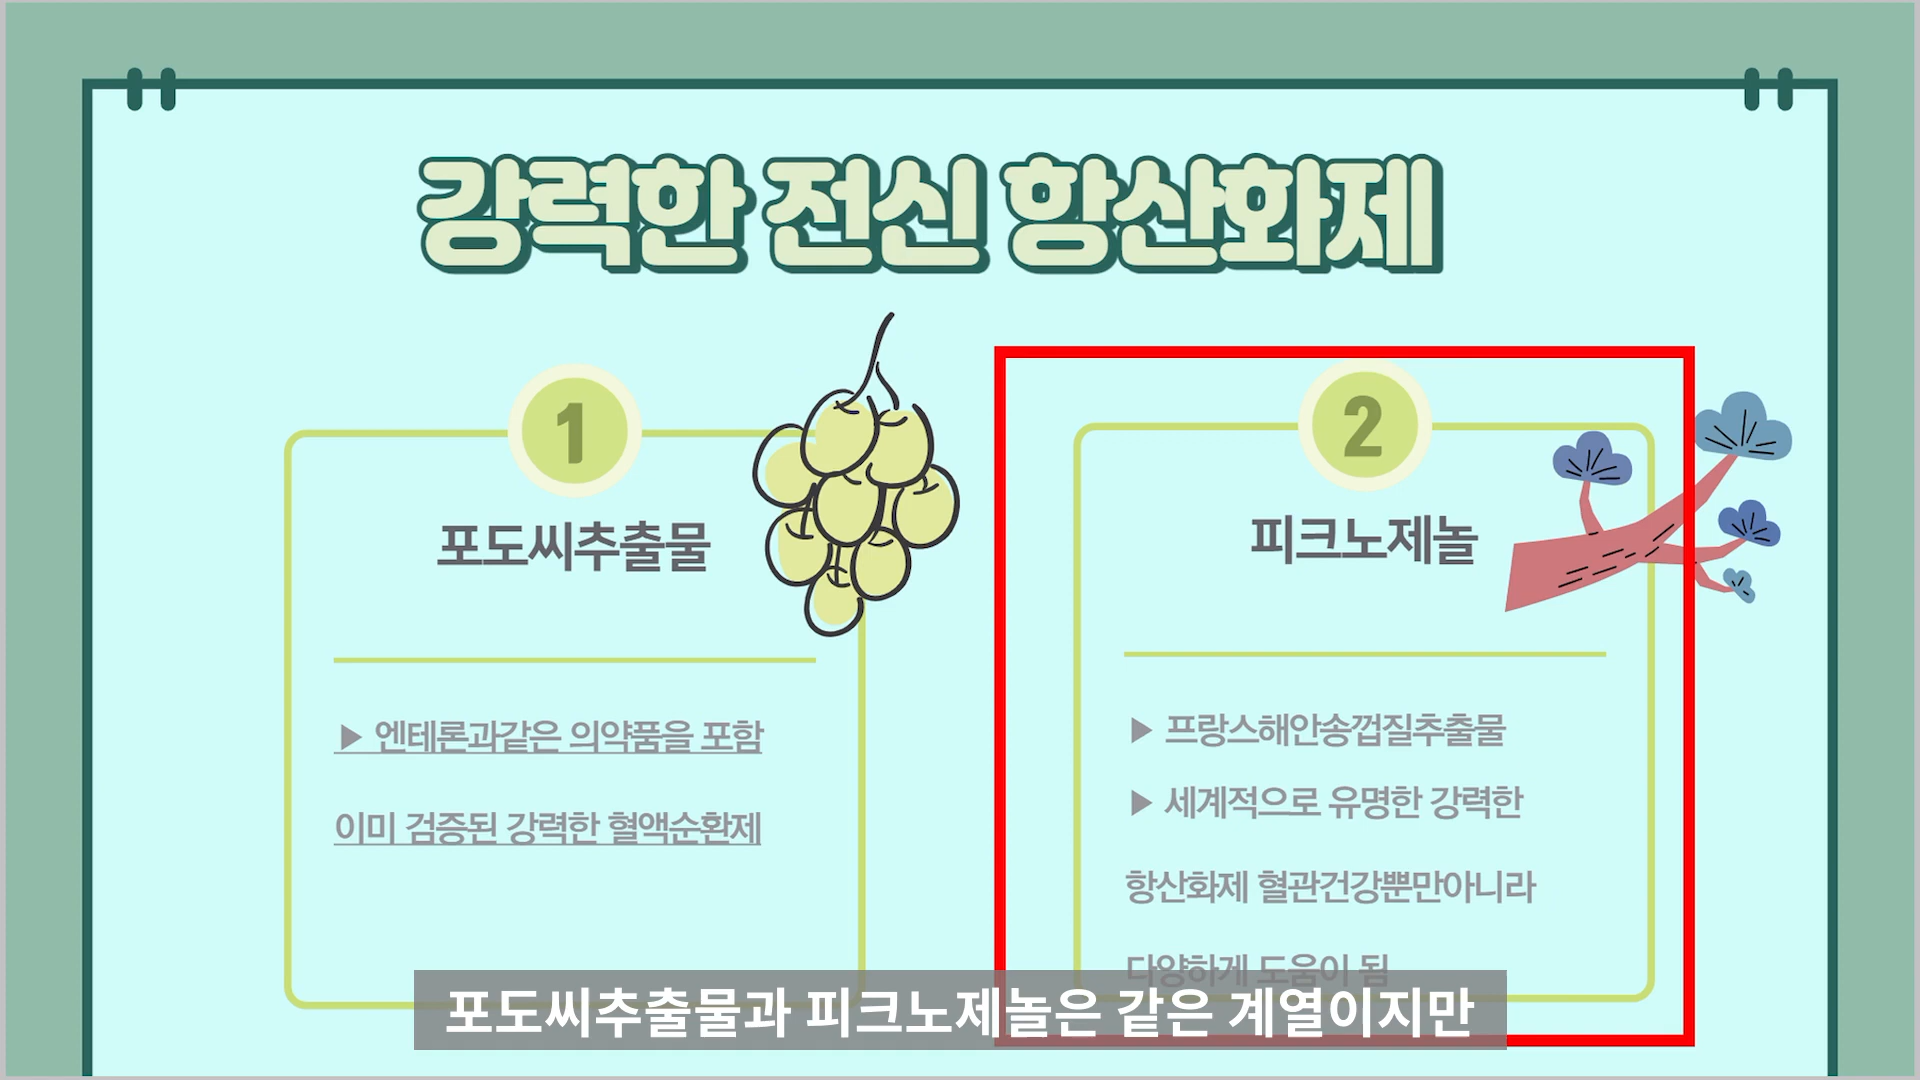 강력한 전신 항산화제
1
포도씨추출물
▶ 엔테론과같은 의약품을 포함
이미 검증된 강력한 혈액순환제
2
피크노제놀
▶ 프랑스해안송껍질추출물
▶ 세계적으로 유명한 강력한
항산화제 혈관건강뿐만아니라
다양하게 도움이 됨
포도씨추출물과 피크노제놀은 같은 계열이지만